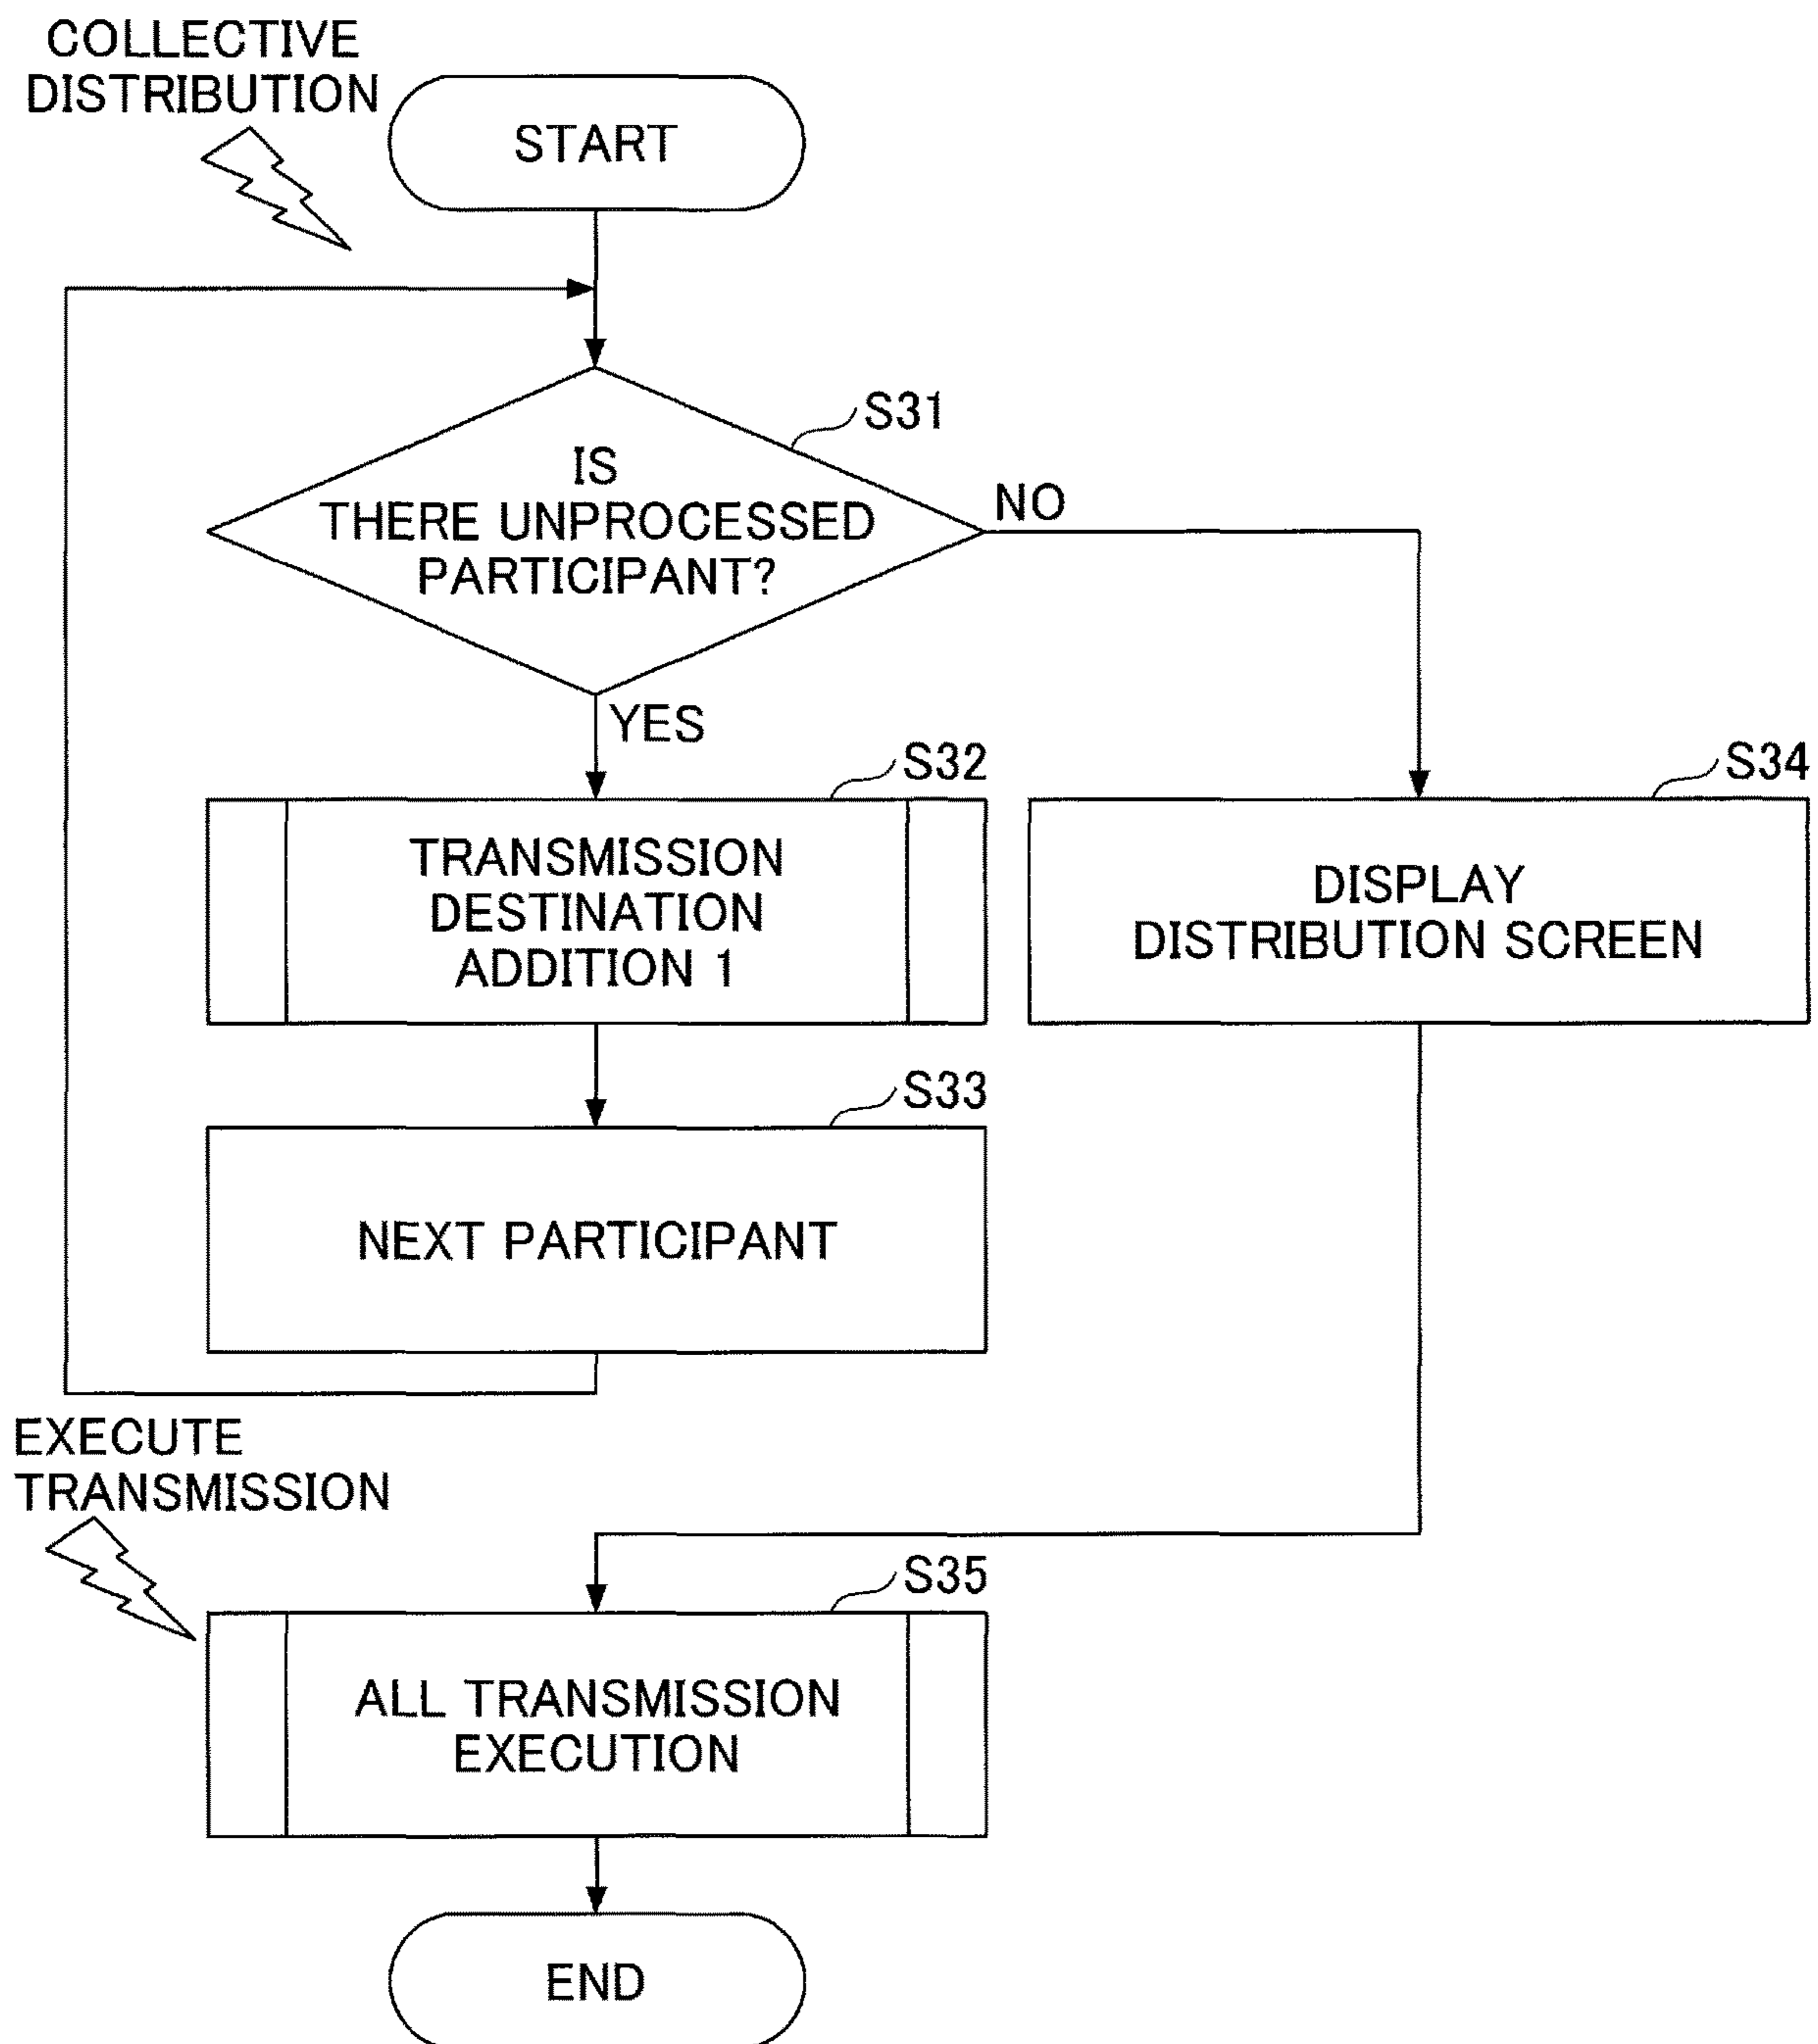 COLLECTIVE
DISTRIBUTION
START
S31
IS
THERE UNPROCESSED
PARTICIPANT?
NO
YES
S32
TRANSMISSION
DESTINATION
ADDITION 1
S34
DISPLAY
DISTRIBUTION SCREEN
S33
NEXT PARTICIPANT
EXECUTE
TRANSMISSION
S35
ALL TRANSMISSION
EXECUTION
END